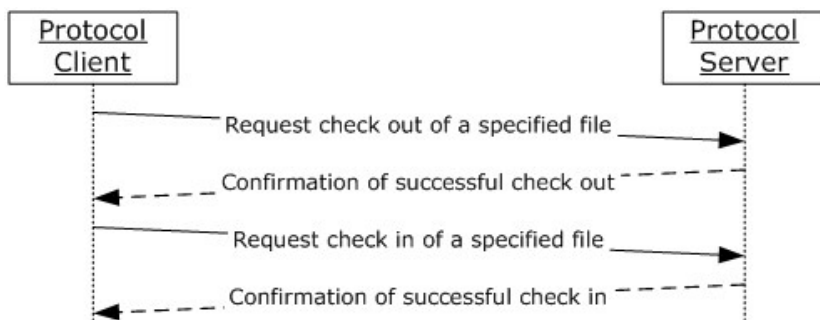 Protocol
Client
Protocol
Server
Request check out of a specified file
Confirmation of successful check out
Request check in of a specified file
Confirmation of successful check in